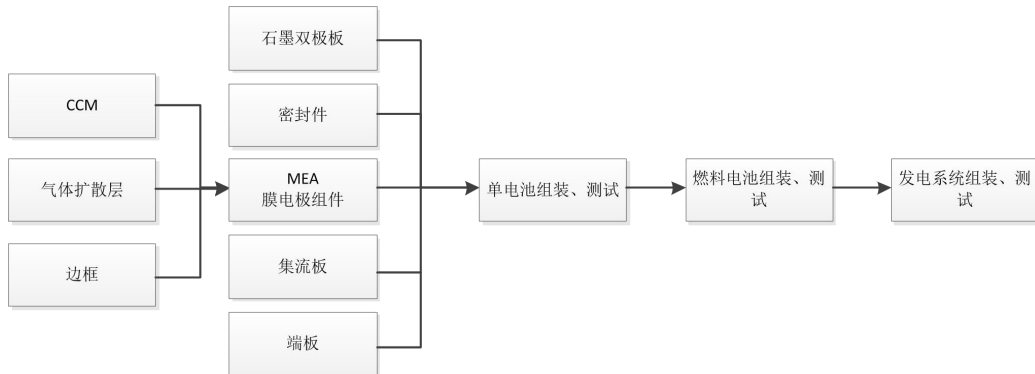 CCM
气体扩散层
边框
石墨双极板
密封件
MEA
膜电极组件
集流板
端板
单电池组装、测试
燃料电池组装、测
试
发电系统组装、测
试